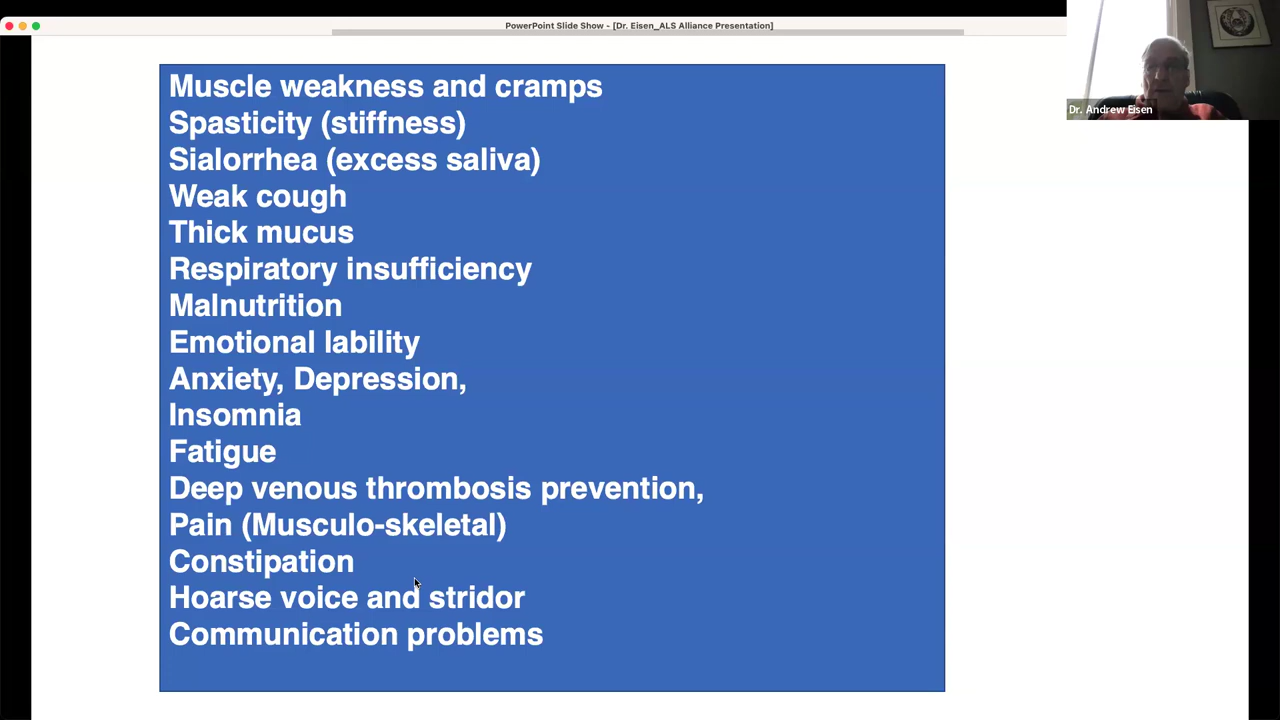 PowerPoint Slide Show - [Dr. Eisen_ALS Alliance Presentation]
Muscle weakness and cramps
Spasticity (stiffness)
Sialorrhea (excess saliva)
Weak cough
Thick mucus
Respiratory insufficiency
Malnutrition
Emotional lability
Anxiety, Depression,
Insomnia
Fatigue
Deep venous thrombosis prevention,
Pain (Musculo-skeletal)
Constipation
Hoarse voice and stridor
Communication problems
Dr. Andrew Eisen